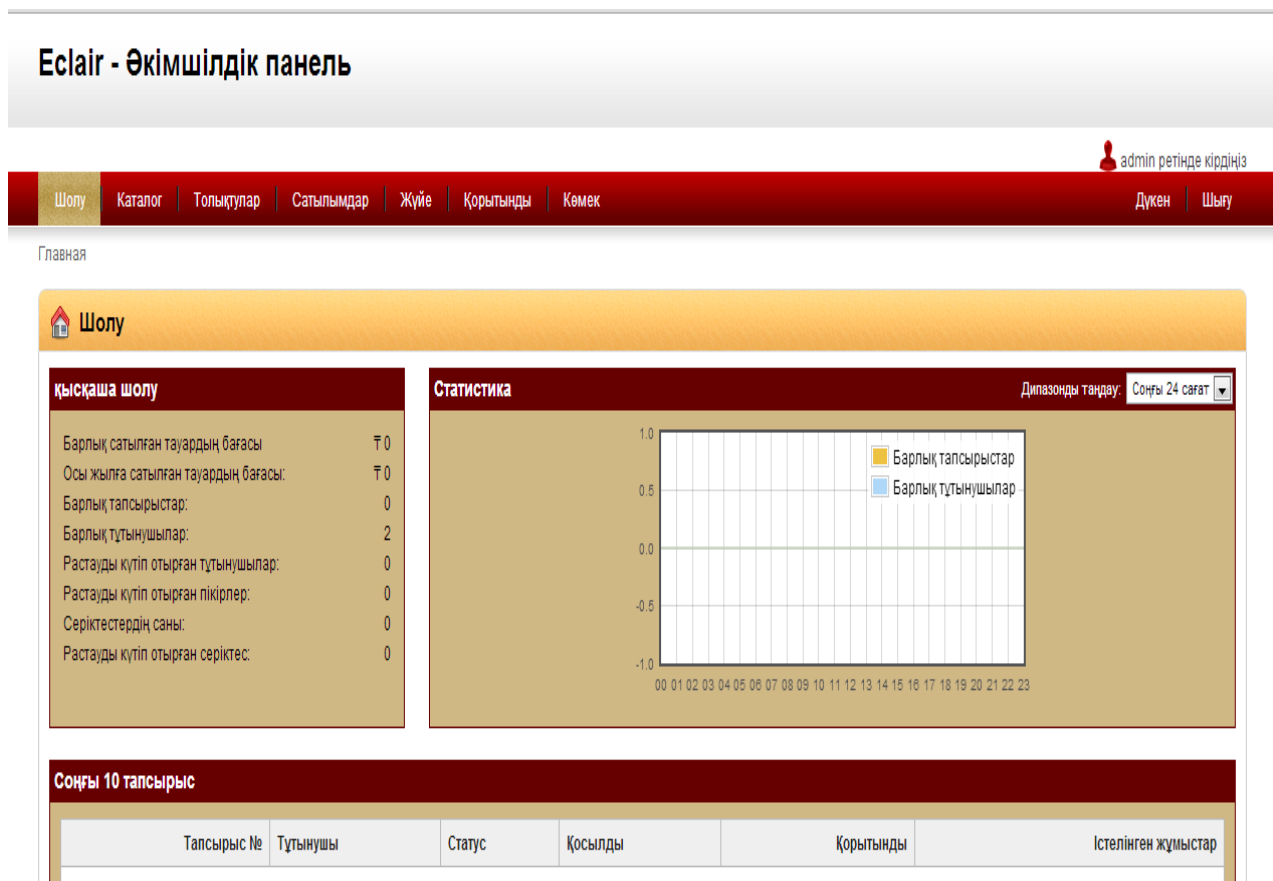 Eclair - Әкімшілдік панель
admin ретінде кірдіңіз
Шолу Каталог Толықтулар Сатылымдар Жүйе Қорытынды Көмек Дүкен Шығу
Главная
Шолу
қысқаша шолу
Барлық сатылған тауардың бағасы ₸ 0
Осы жылға сатылған тауардың бағасы: ₸ 0
Барлық тапсырыстар: 0
Барлық тұтынушылар: 2
Растауды күтіп отырған тұтынушылар: 0
Растауды күтіп отырған пікірлер: 0
Серіктестердің саны: 0
Растауды күтіп отырған серіктес: 0
Статистика Дипазонды таңдау: Соңғы 24 сағат
Барлық тапсырыстар
Барлық тұтынушылар
1.0
0.5
0.0
-0.5
-1.0
00 01 02 03 04 05 06 07 08 09 10 11 12 13 14 15 16 17 18 19 20 21 22 23
Соңғы 10 тапсырыс
Тапсырыс № Тұтынушы Статус Қосылды Қорытынды Істелінген жұмыстар